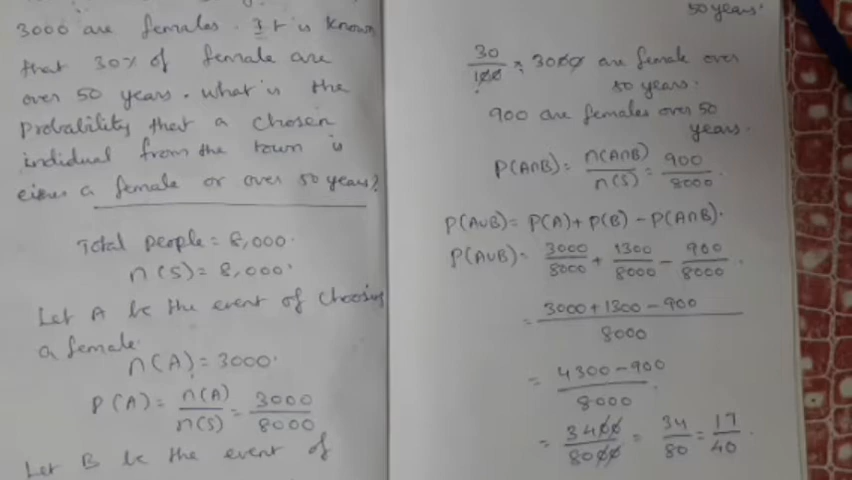 3000 are females. It is known
that 30% of female are
over 50 years. what is the
Probability that a chosen
indidual from the town is
a female or over 50 years?
Total people = 8,000.
n(S) = 8,000.
Let A be the event of choosing
a female.
n(A) = 3000.
P(A) = n(A)/n(S) = 3000/8000
Let B be the event of
50 years.
30/100 × 3000 are female over
50 years.
900 are females over 50
years.
P(A∩B) = n(A∩B)/n(S) = 900/8000.
P(A∪B) = P(A) + P(B) - P(A∩B).
P(A∪B) = 3000/8000 + 1300/8000 - 900/8000.
= 3000+1300-900/8000
= 4300-900/8000.
= 3400/8000 = 34/80 = 17/40.